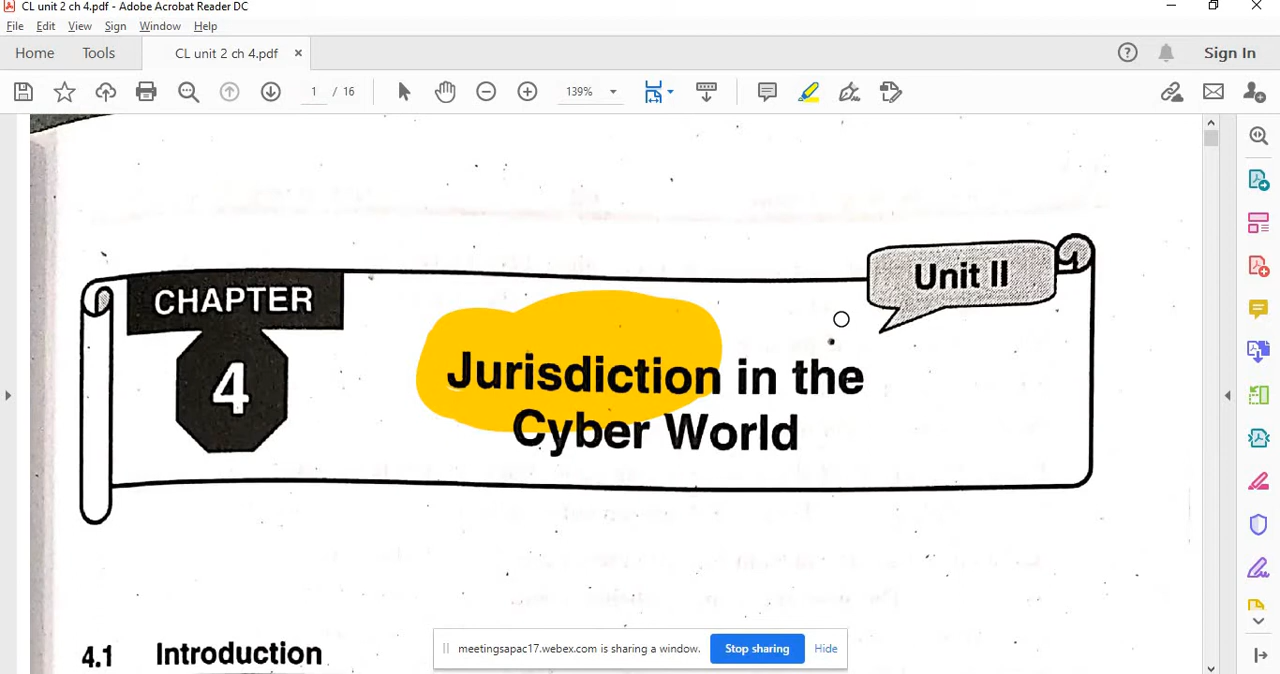 CL unit 2 ch 4.pdf - Adobe Acrobat Reader DC
File Edit View Sign Window Help
Home Tools CL unit 2 ch 4.pdf × Sign In
1 / 16 139%
Unit II
CHAPTER
4
Jurisdiction in the
Cyber World
4.1 Introduction
meetingsapac17.webex.com is sharing a window. Stop sharing Hide